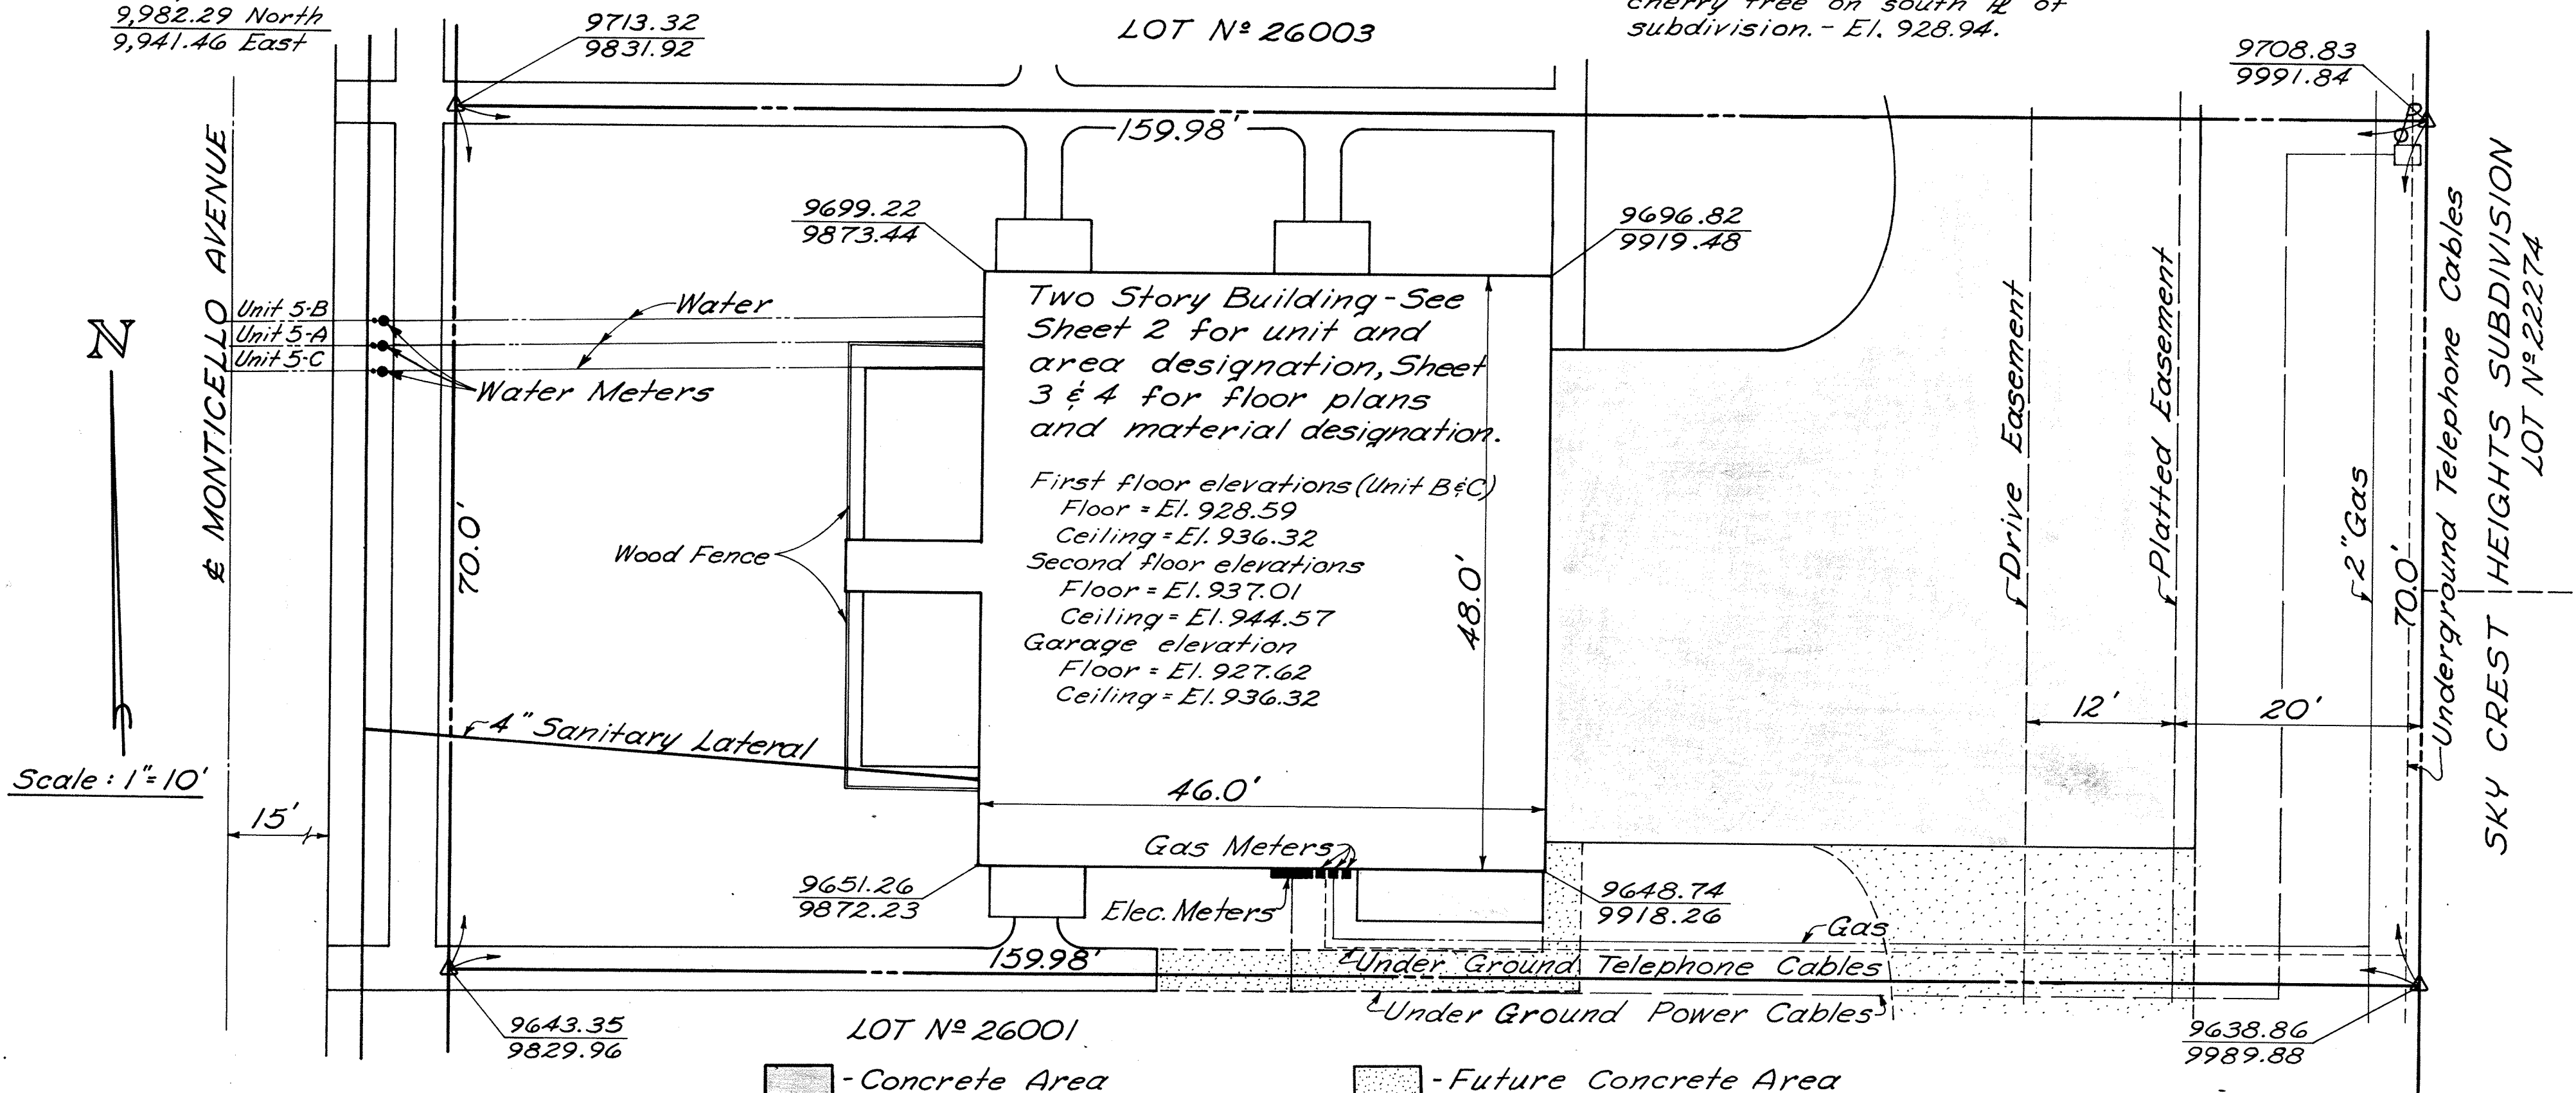 9,982.29 North
9,941.46 East
9713.32
9831.92
LOT Nº 26003
cherry tree on south ⅊ of
subdivision. - El. 928.94.
9708.83
9991.84
159.98'
℄ MONTICELLO AVENUE
9699.22
9873.44
9696.82
9919.48
N
Unit 5-B
Unit 5-A
Unit 5-C
Water
Water Meters
Two Story Building - See
Sheet 2 for unit and
area designation, Sheet
3 & 4 for floor plans
and material designation.
First floor elevations (Unit B&C)
Floor = El. 928.59
Ceiling = El. 936.32
Second floor elevations
Floor = El. 937.01
Ceiling = El. 944.57
Garage elevation
Floor = El. 927.62
Ceiling = El. 936.32
70.0'
Wood Fence
48.0'
Drive Easement
Platted Easement
2" Gas
70.0'
Underground Telephone Cables
SKY CREST HEIGHTS SUBDIVISION
LOT Nº 22274
4" Sanitary Lateral
12'
20'
Scale : 1" = 10'
15'
46.0'
Gas Meters
9651.26
9872.23
Elec. Meters
9648.74
9918.26
Gas
159.98'
Under Ground Telephone Cables
Under Ground Power Cables
9643.35
9829.96
LOT Nº 26001
9638.86
9989.88
- Concrete Area
- Future Concrete Area